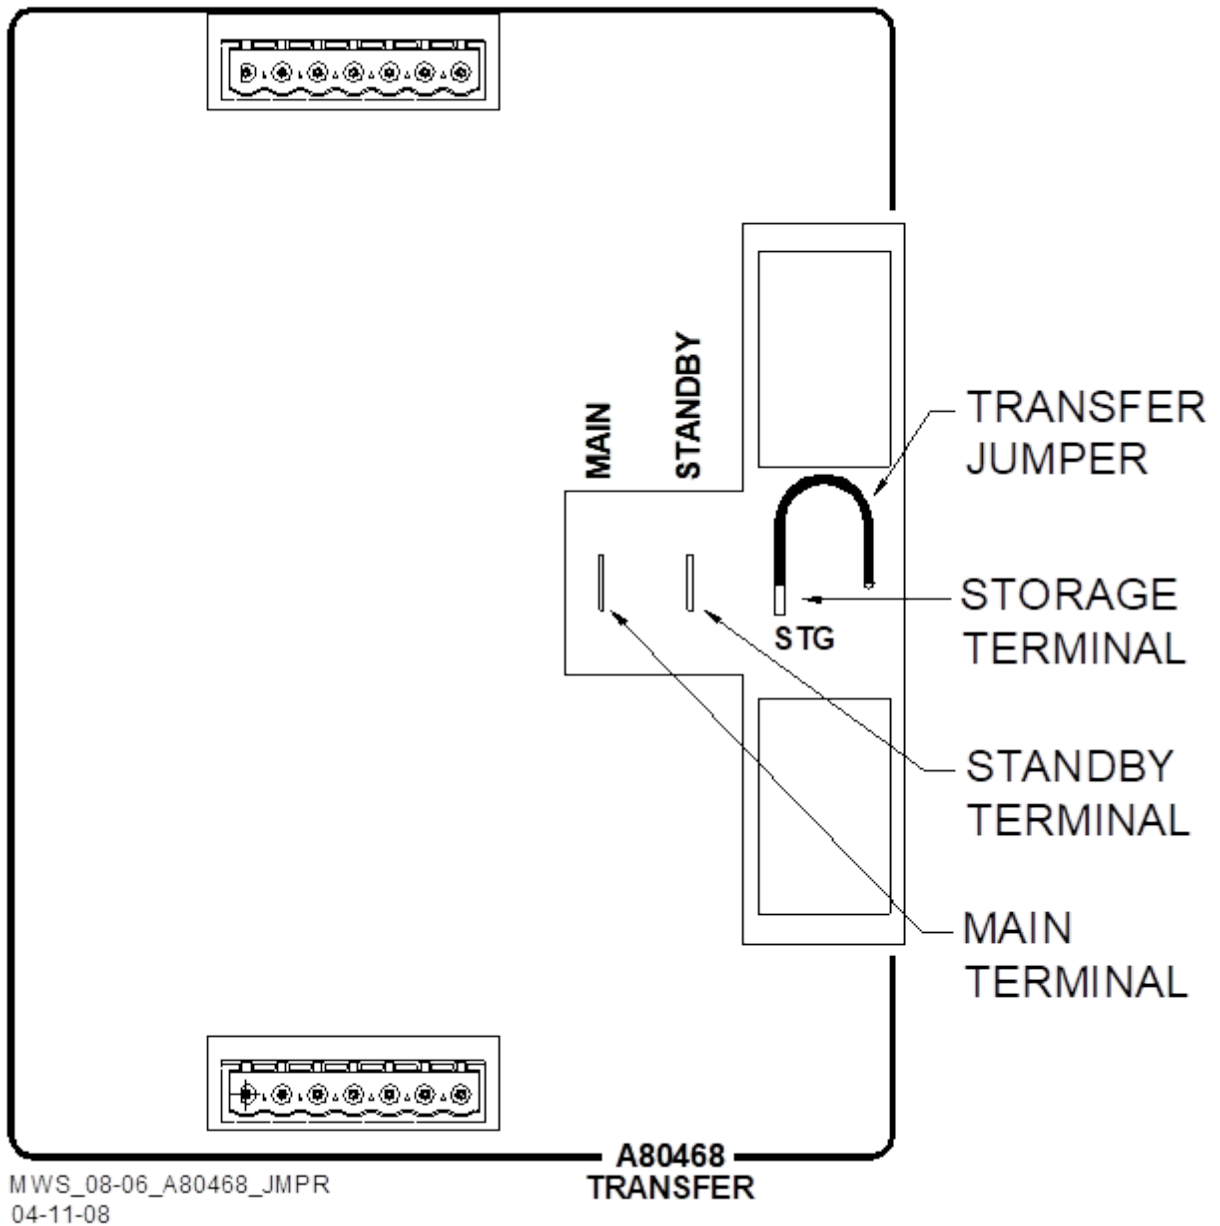 MAIN
STANDBY
TRANSFER
JUMPER
STORAGE
TERMINAL
STG
STANDBY
TERMINAL
MAIN
TERMINAL
A80468
TRANSFER
MWS_08-06_A80468_JMPR
04-11-08